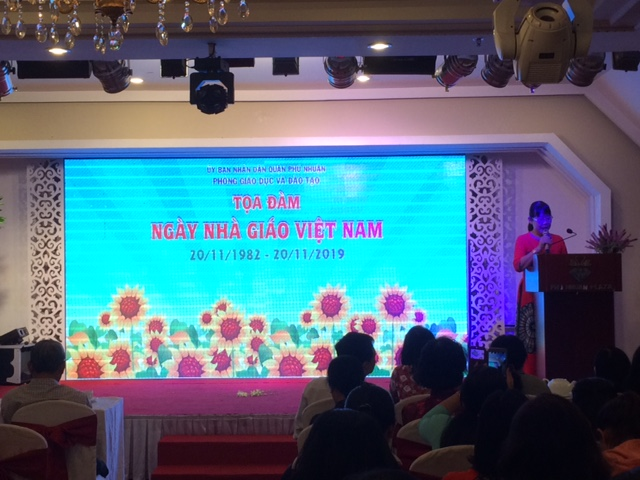 ỦY BAN NHÂN DÂN QUẬN PHÚ NHUẬN
PHÒNG GIÁO DỤC VÀ ĐÀO TẠO
TỌA ĐÀM
NGÀY NHÀ GIÁO VIỆT NAM
20/11/1982 - 20/11/2019